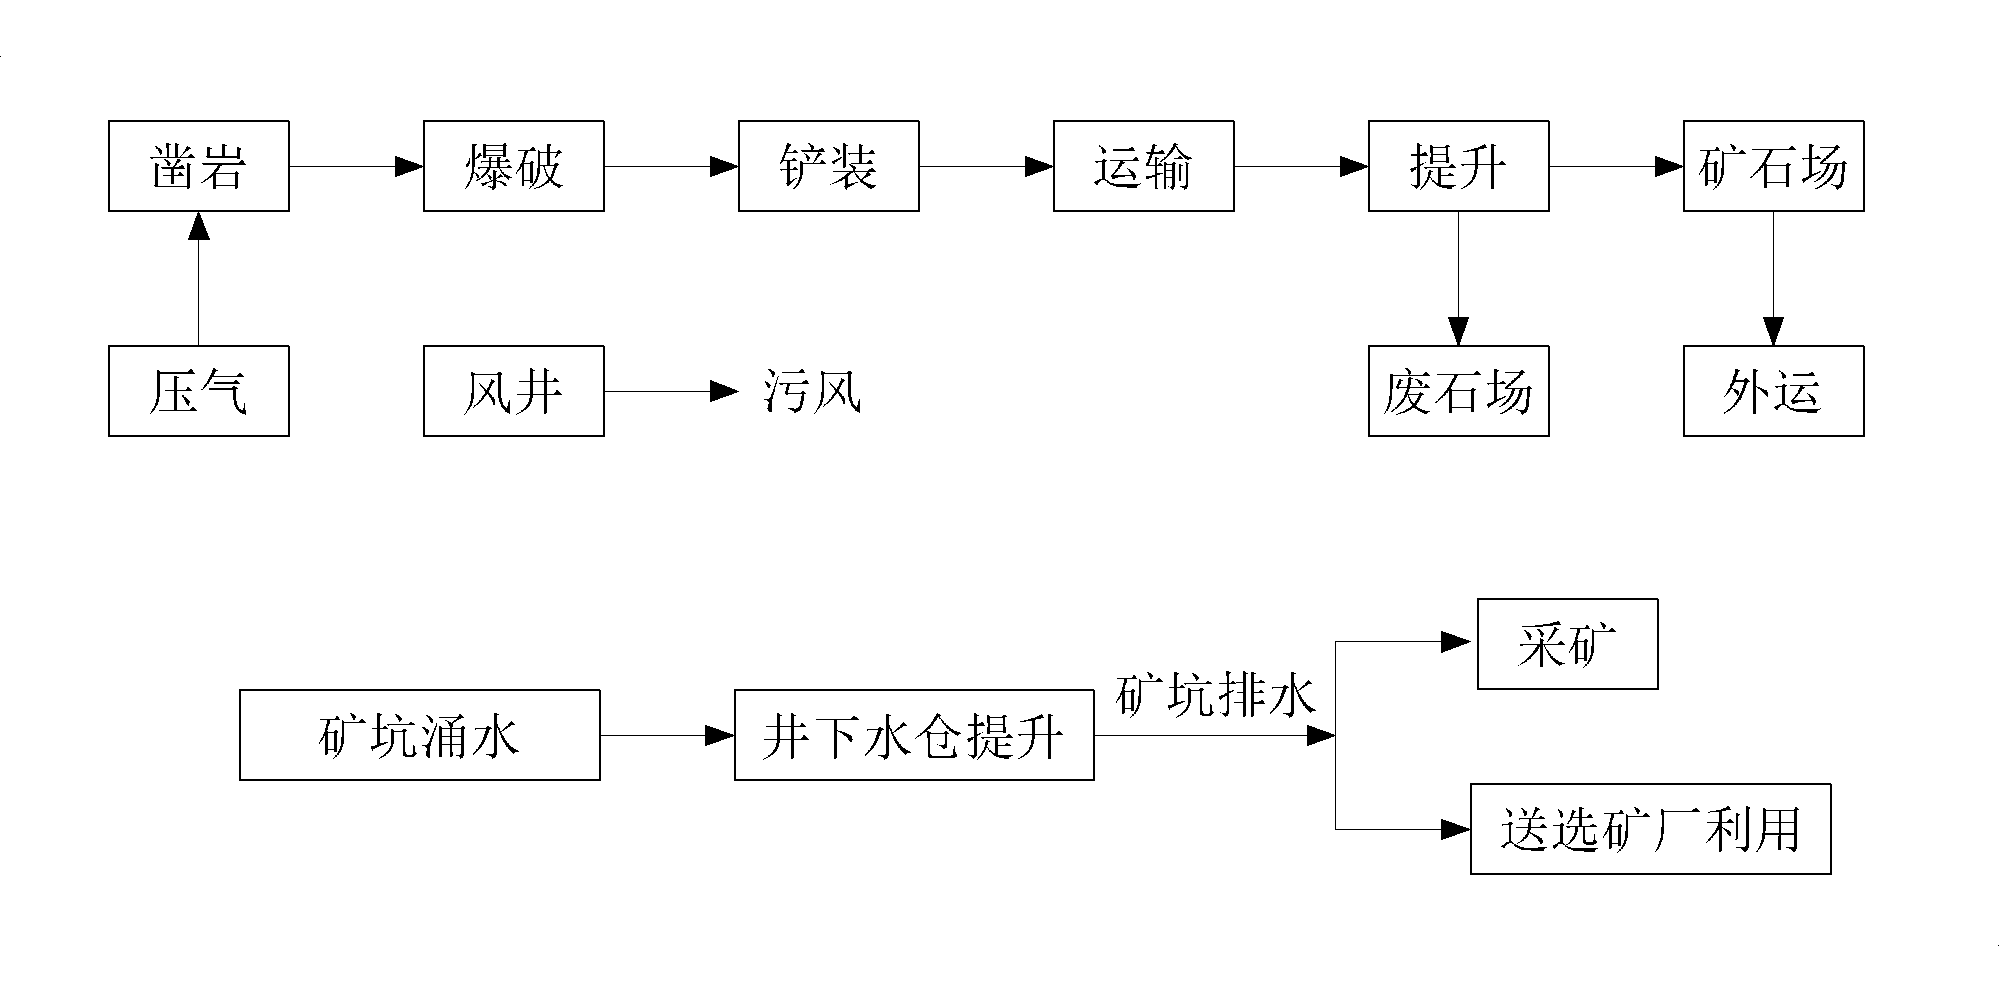 凿岩
爆破
铲装
运输
提升
矿石场
压气
风井
污风
废石场
外运
采矿
矿坑排水
矿坑涌水
井下水仓提升
送选矿厂利用